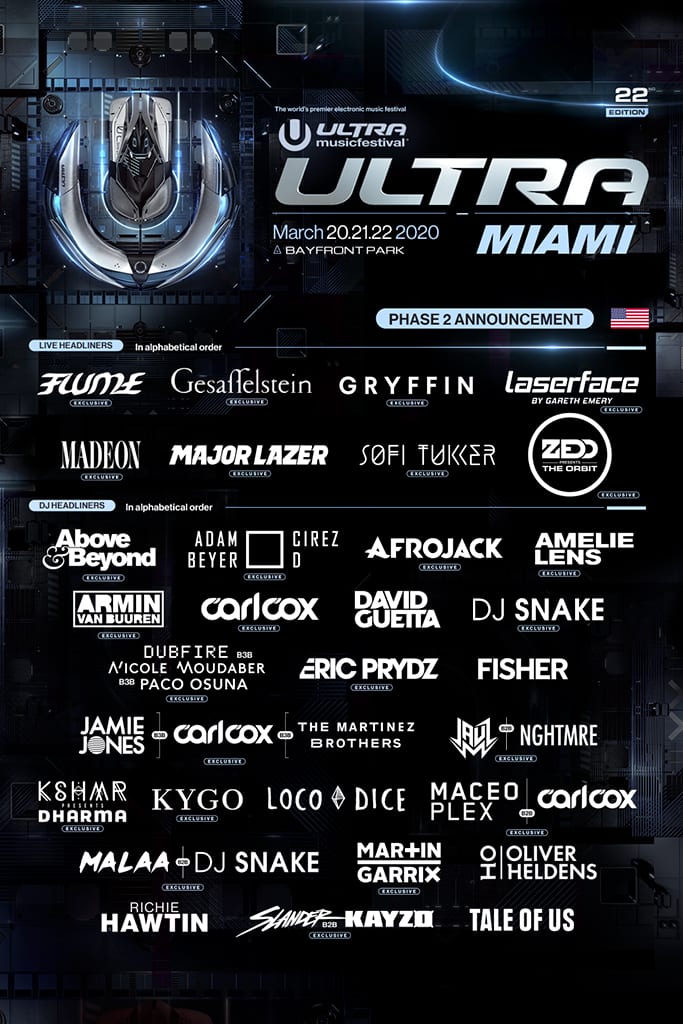 The world's premier electronic music festival
22ND
EDITION
ULTRA
musicfestival
ULTRA
March 20.21.22 2020
BAYFRONT PARK
MIAMI
PHASE 2 ANNOUNCEMENT
LIVE HEADLINERS In alphabetical order
FLUME Gesaffelstein GRYFFIN laserface
BY GARETH EMERY
EXCLUSIVE EXCLUSIVE EXCLUSIVE EXCLUSIVE
MADEON MAJOR LAZER SOFI TUKKER ZEDD
PRESENTS
THE ORBIT
EXCLUSIVE EXCLUSIVE EXCLUSIVE EXCLUSIVE
DJ HEADLINERS In alphabetical order
Above & Beyond ADAM BEYER CIREZ D AFROJACK AMELIE LENS
EXCLUSIVE EXCLUSIVE EXCLUSIVE EXCLUSIVE
ARMIN VAN BUUREN carl cox DAVID GUETTA DJ SNAKE
EXCLUSIVE EXCLUSIVE EXCLUSIVE
DUBFIRE B3B
NICOLE MOUDABER
B3B PACO OSUNA
EXCLUSIVE
ERIC PRYDZ FISHER
EXCLUSIVE
JAMIE JONES B3B carl cox B3B THE MARTINEZ BROTHERS JAUZ B2B NGHTMRE
EXCLUSIVE EXCLUSIVE
KSHMR
PRESENTS
DHARMA
EXCLUSIVE
KYGO LOCO DICE MACEO PLEX B2B carl cox
EXCLUSIVE EXCLUSIVE
MALAA B2B DJ SNAKE MARTIN GARRIX OLIVER HELDENS
EXCLUSIVE EXCLUSIVE EXCLUSIVE
RICHIE HAWTIN SLANDER B2B KAYZO TALE OF US
EXCLUSIVE